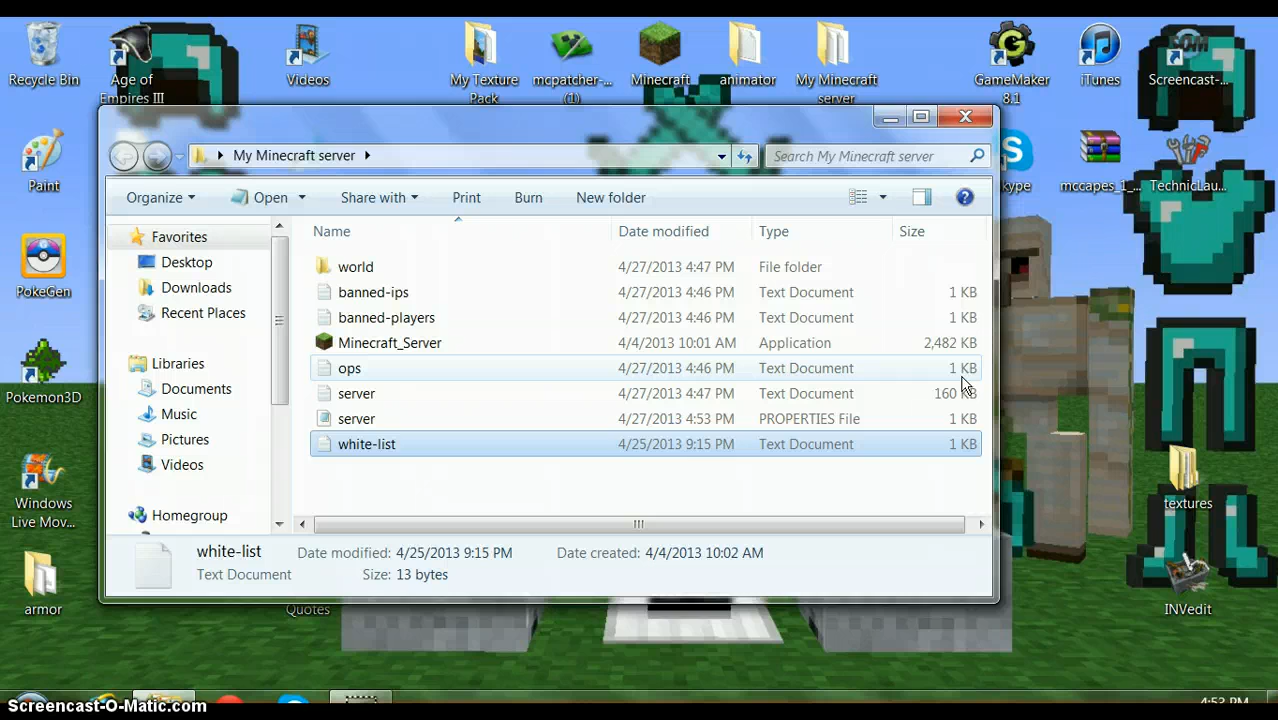 Recycle Bin
Age of
Empires III
Videos
My Texture
Pack
mcpatcher-...
(1)
Minecraft
animator
My Minecraft
server
GameMaker
8.1
iTunes
Screencast-...
Paint
PokeGen
Pokemon3D
Windows
Live Mov...
armor
Skype
mccapes_1_...
TechnicLau...
textures
INVedit
Quotes
My Minecraft server
Search My Minecraft server
Organize Open Share with Print Burn New folder
Favorites
Desktop
Downloads
Recent Places
Libraries
Documents
Music
Pictures
Videos
Homegroup
Name Date modified Type Size
world 4/27/2013 4:47 PM File folder
banned-ips 4/27/2013 4:46 PM Text Document 1 KB
banned-players 4/27/2013 4:46 PM Text Document 1 KB
Minecraft_Server 4/4/2013 10:01 AM Application 2,482 KB
ops 4/27/2013 4:46 PM Text Document 1 KB
server 4/27/2013 4:47 PM Text Document 160 KB
server 4/27/2013 4:53 PM PROPERTIES File 1 KB
white-list 4/25/2013 9:15 PM Text Document 1 KB
white-list Date modified: 4/25/2013 9:15 PM Date created: 4/4/2013 10:02 AM
Text Document Size: 13 bytes
4:53 PM
Screencast-O-Matic.com